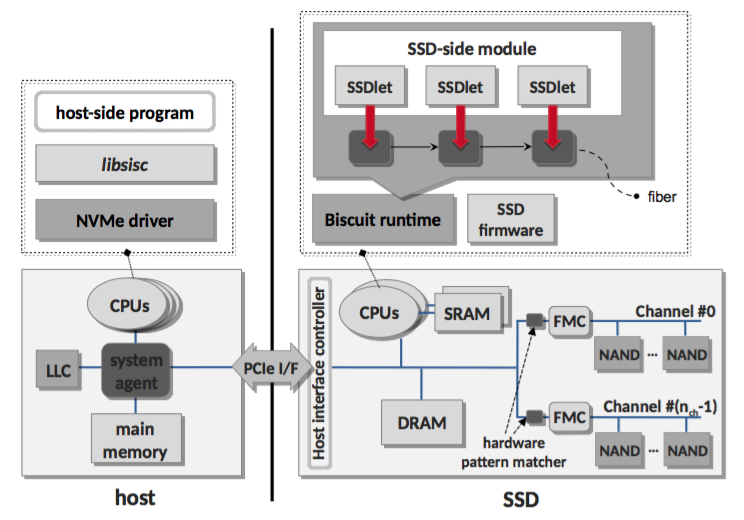 host-side program
libsisc
NVMe driver
CPUs
LLC
system
agent
main
memory
PCIe I/F
host
SSD-side module
SSDlet
SSDlet
SSDlet
fiber
Biscuit runtime
SSD
firmware
Host interface controller
CPUs
SRAM
DRAM
FMC
Channel #0
NAND
...
NAND
hardware
pattern matcher
FMC
Channel #(nch-1)
NAND
...
NAND
SSD